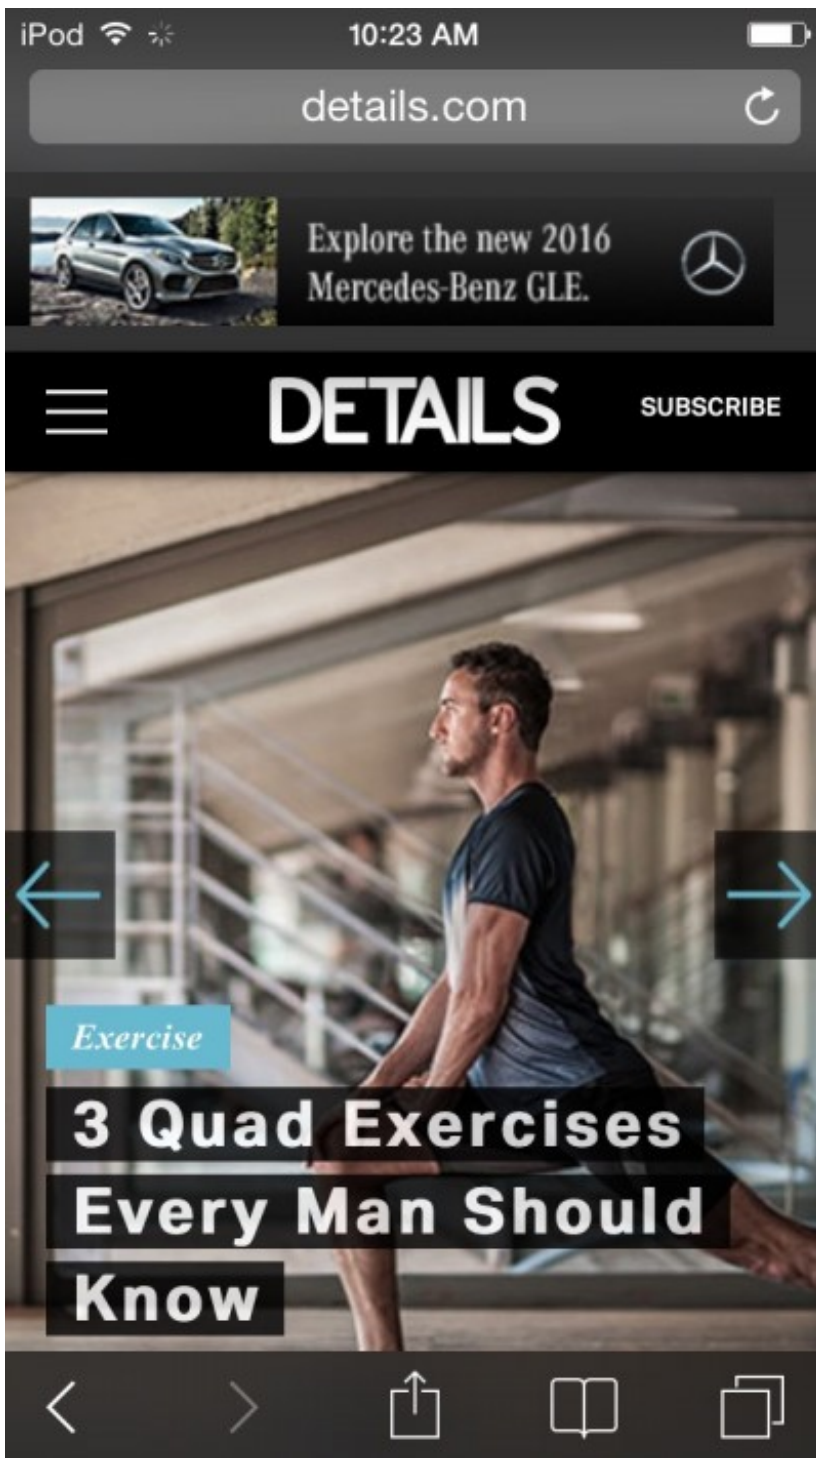 iPod 10:23 AM
details.com
Explore the new 2016
Mercedes-Benz GLE.
DETAILS SUBSCRIBE
Exercise
3 Quad Exercises
Every Man Should
Know